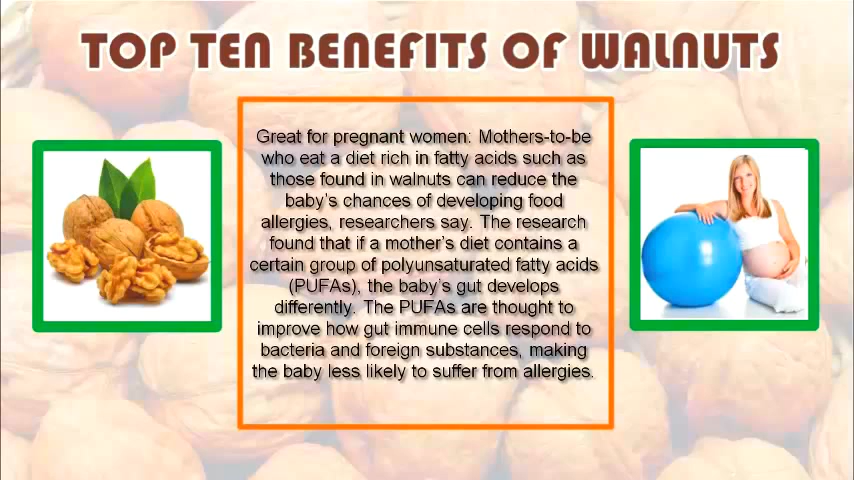 TOP TEN BENEFITS OF WALNUTS
Great for pregnant women: Mothers-to-be
who eat a diet rich in fatty acids such as
those found in walnuts can reduce the
baby's chances of developing food
allergies, researchers say. The research
found that if a mother's diet contains a
certain group of polyunsaturated fatty acids
(PUFAs), the baby's gut develops
differently. The PUFAs are thought to
improve how gut immune cells respond to
bacteria and foreign substances, making
the baby less likely to suffer from allergies.